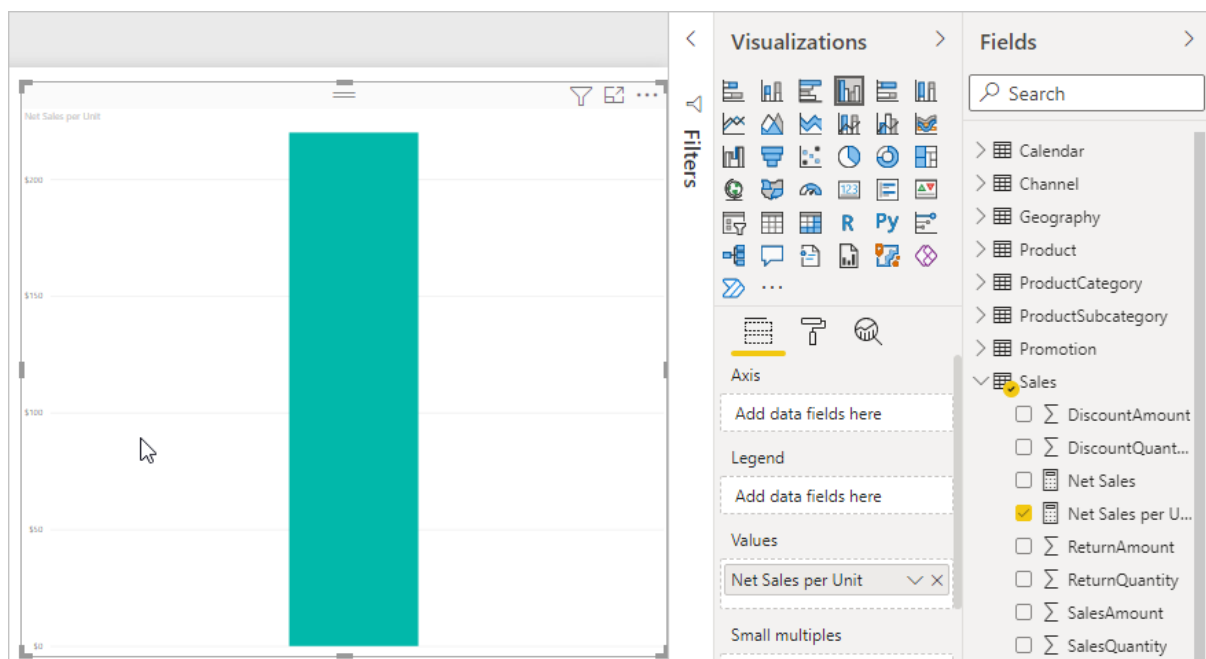 Net Sales per Unit
$200
$150
$100
$50
$0
Filters
Visualizations
123
R
Py
...
Axis
Add data fields here
Legend
Add data fields here
Values
Net Sales per Unit
Small multiples
Fields
Search
Calendar
Channel
Geography
Product
ProductCategory
ProductSubcategory
Promotion
Sales
DiscountAmount
DiscountQuant...
Net Sales
Net Sales per U...
ReturnAmount
ReturnQuantity
SalesAmount
SalesQuantity